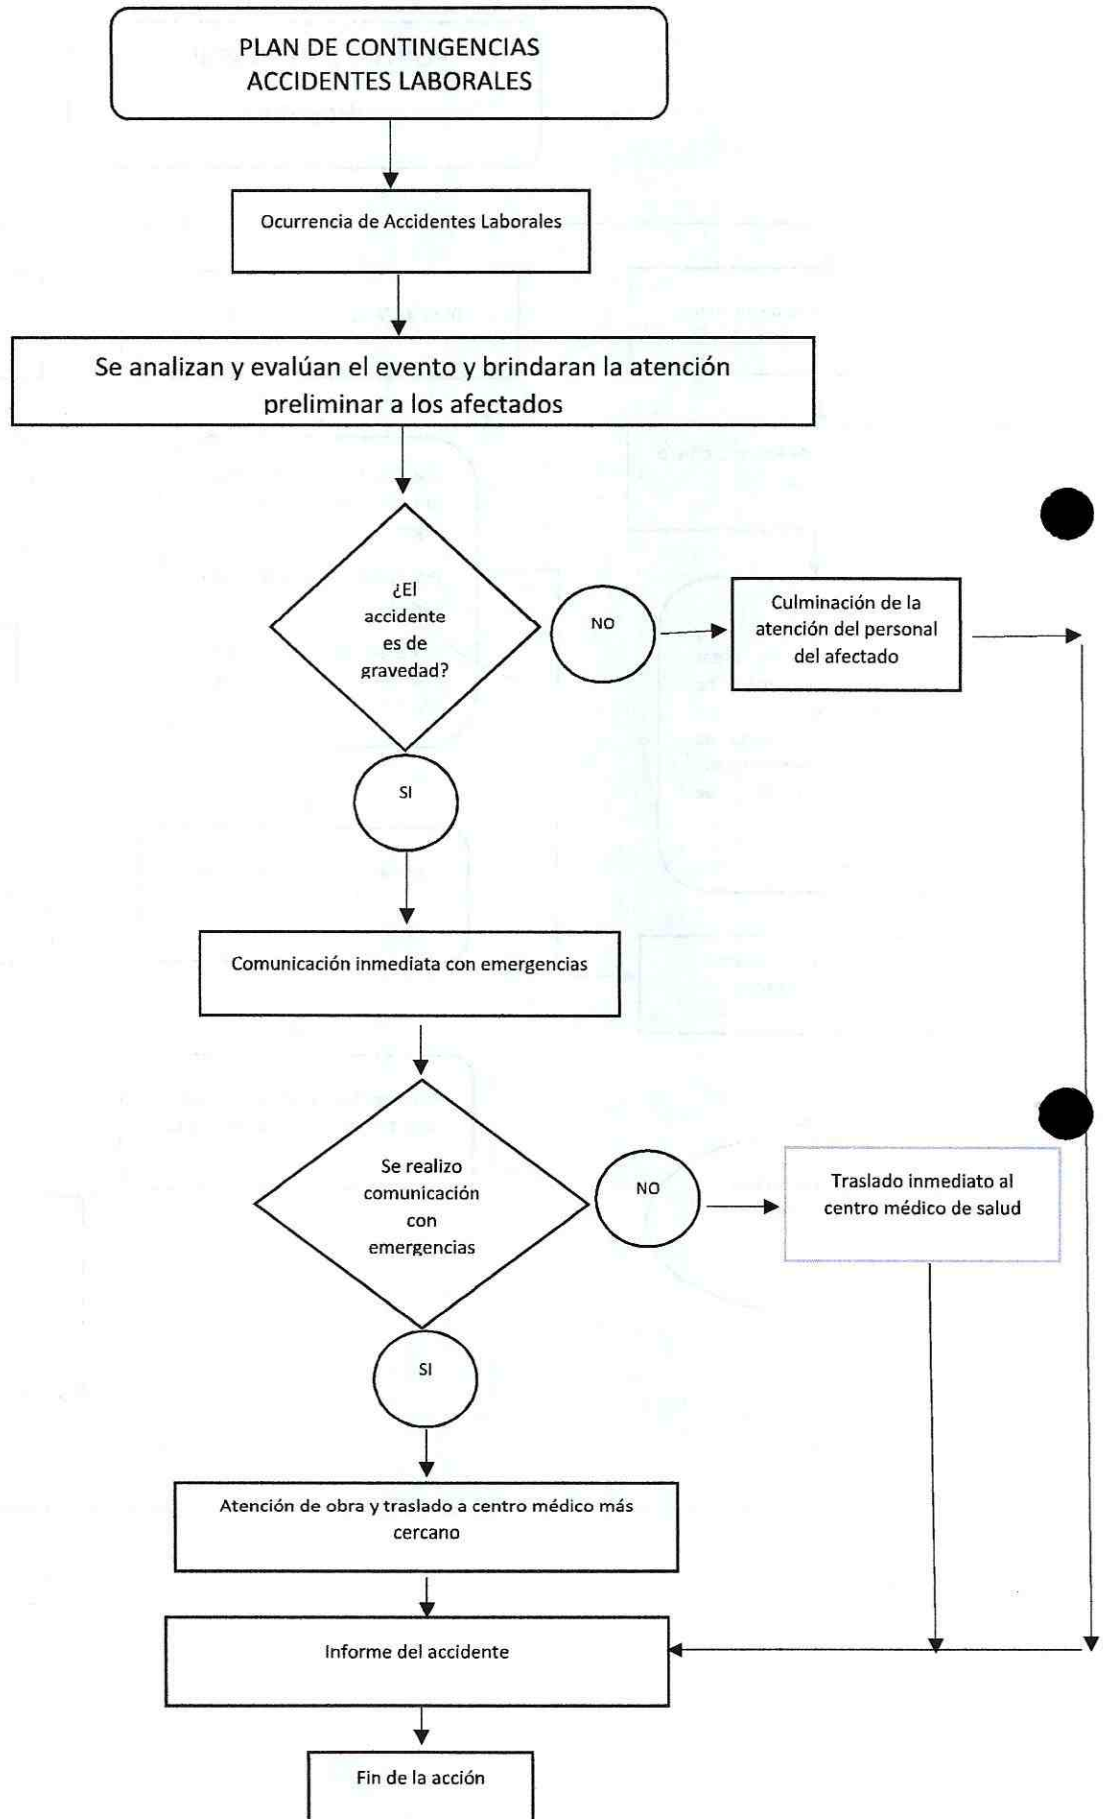 PLAN DE CONTINGENCIAS
ACCIDENTES LABORALES
Ocurrencia de Accidentes Laborales
Se analizan y evalúan el evento y brindaran la atención
preliminar a los afectados
¿El
accidente
es de
gravedad?
NO
Culminación de la
atención del personal
del afectado
SI
Comunicación inmediata con emergencias
Se realizo
comunicación
con
emergencias
NO
Traslado inmediato al
centro médico de salud
SI
Atención de obra y traslado a centro médico más
cercano
Informe del accidente
Fin de la acción